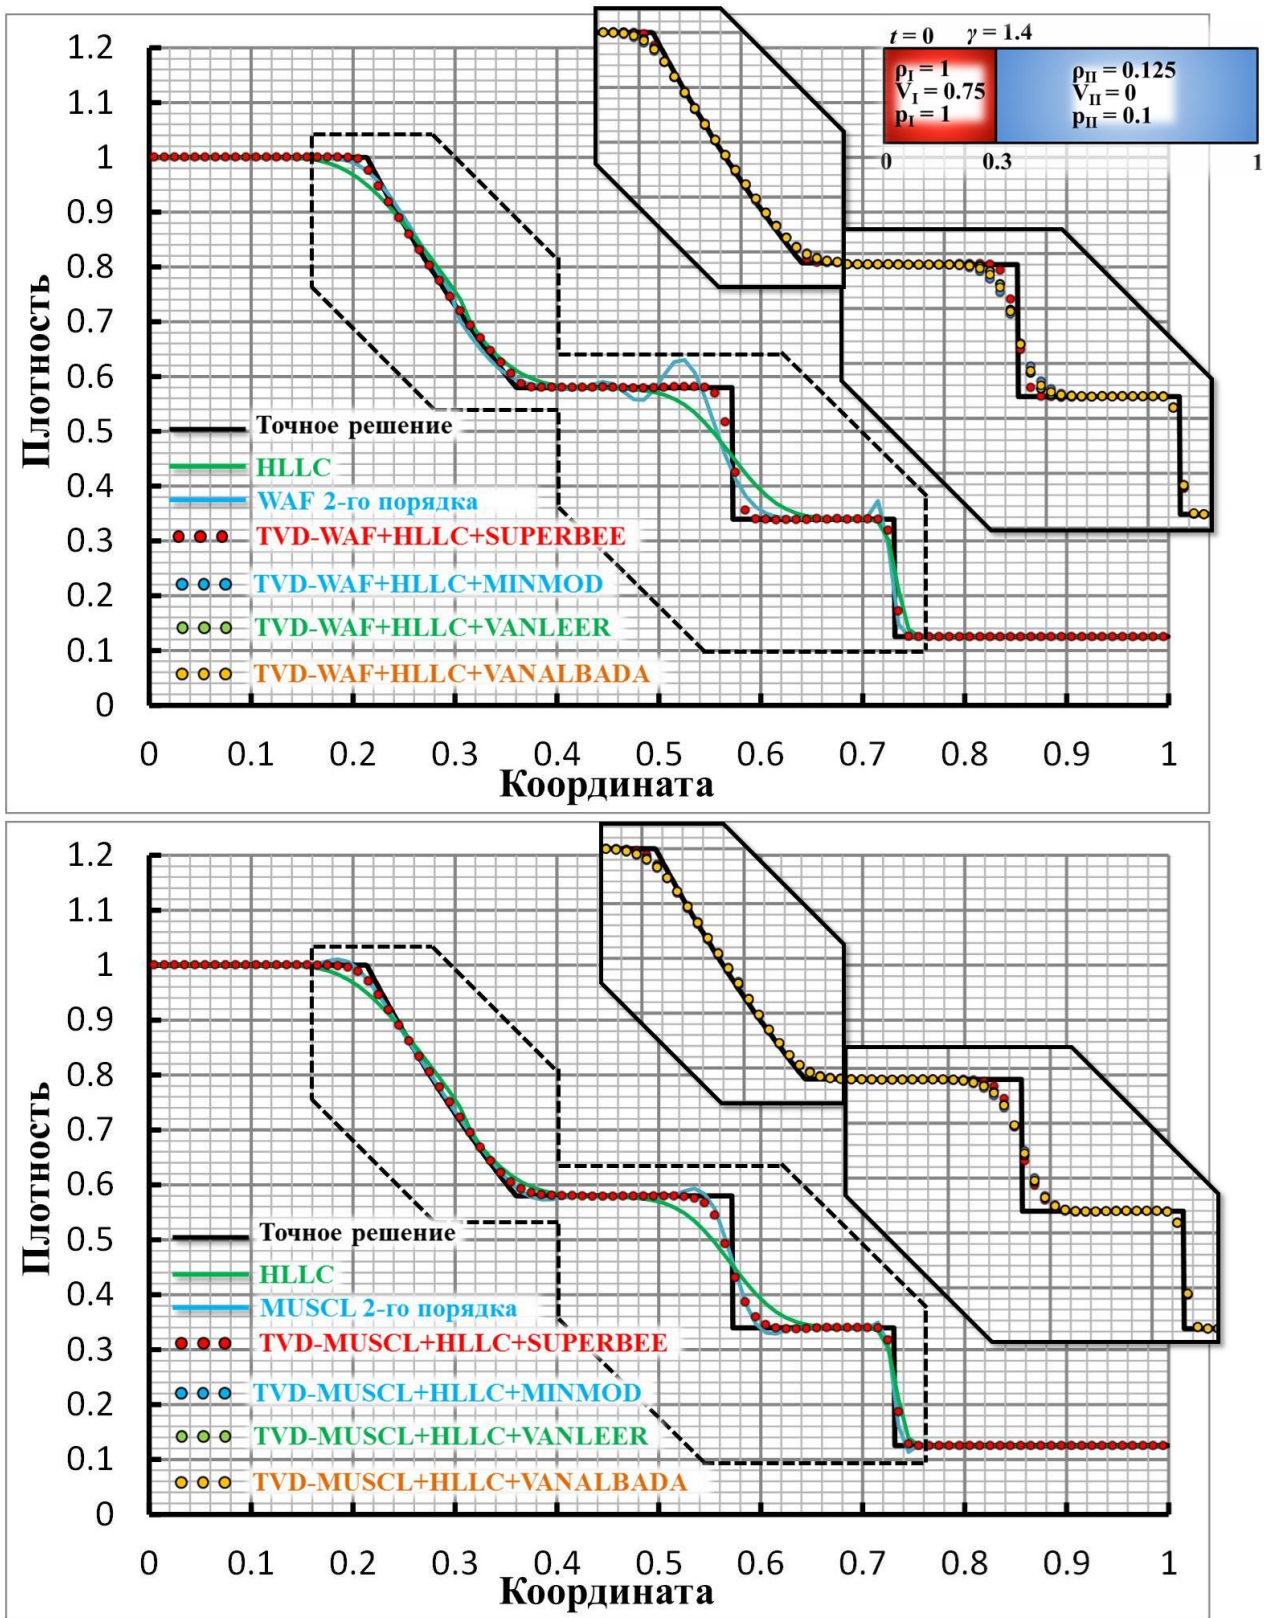 t = 0 γ = 1.4
ρI = 1
VI = 0.75
pI = 1
ρII = 0.125
VII = 0
pII = 0.1
0 0.3 1
Плотность
1.2
1.1
1
0.9
0.8
0.7
0.6
0.5
0.4
0.3
0.2
0.1
0
Точное решение
HLLC
WAF 2-го порядка
TVD-WAF+HLLC+SUPERBEE
TVD-WAF+HLLC+MINMOD
TVD-WAF+HLLC+VANLEER
TVD-WAF+HLLC+VANALBADA
0 0.1 0.2 0.3 0.4 0.5 0.6 0.7 0.8 0.9 1
Координата
Плотность
1.2
1.1
1
0.9
0.8
0.7
0.6
0.5
0.4
0.3
0.2
0.1
0
Точное решение
HLLC
MUSCL 2-го порядка
TVD-MUSCL+HLLC+SUPERBEE
TVD-MUSCL+HLLC+MINMOD
TVD-MUSCL+HLLC+VANLEER
TVD-MUSCL+HLLC+VANALBADA
0 0.1 0.2 0.3 0.4 0.5 0.6 0.7 0.8 0.9 1
Координата